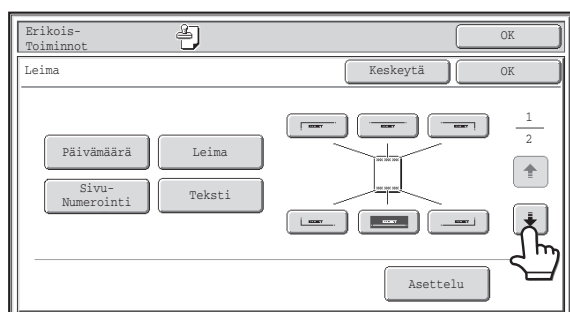 Erikois-
Toiminnot
OK
Leima
Keskeytä
OK
Päivämäärä
Leima
Sivu-
Numerointi
Teksti
1
2
Asettelu